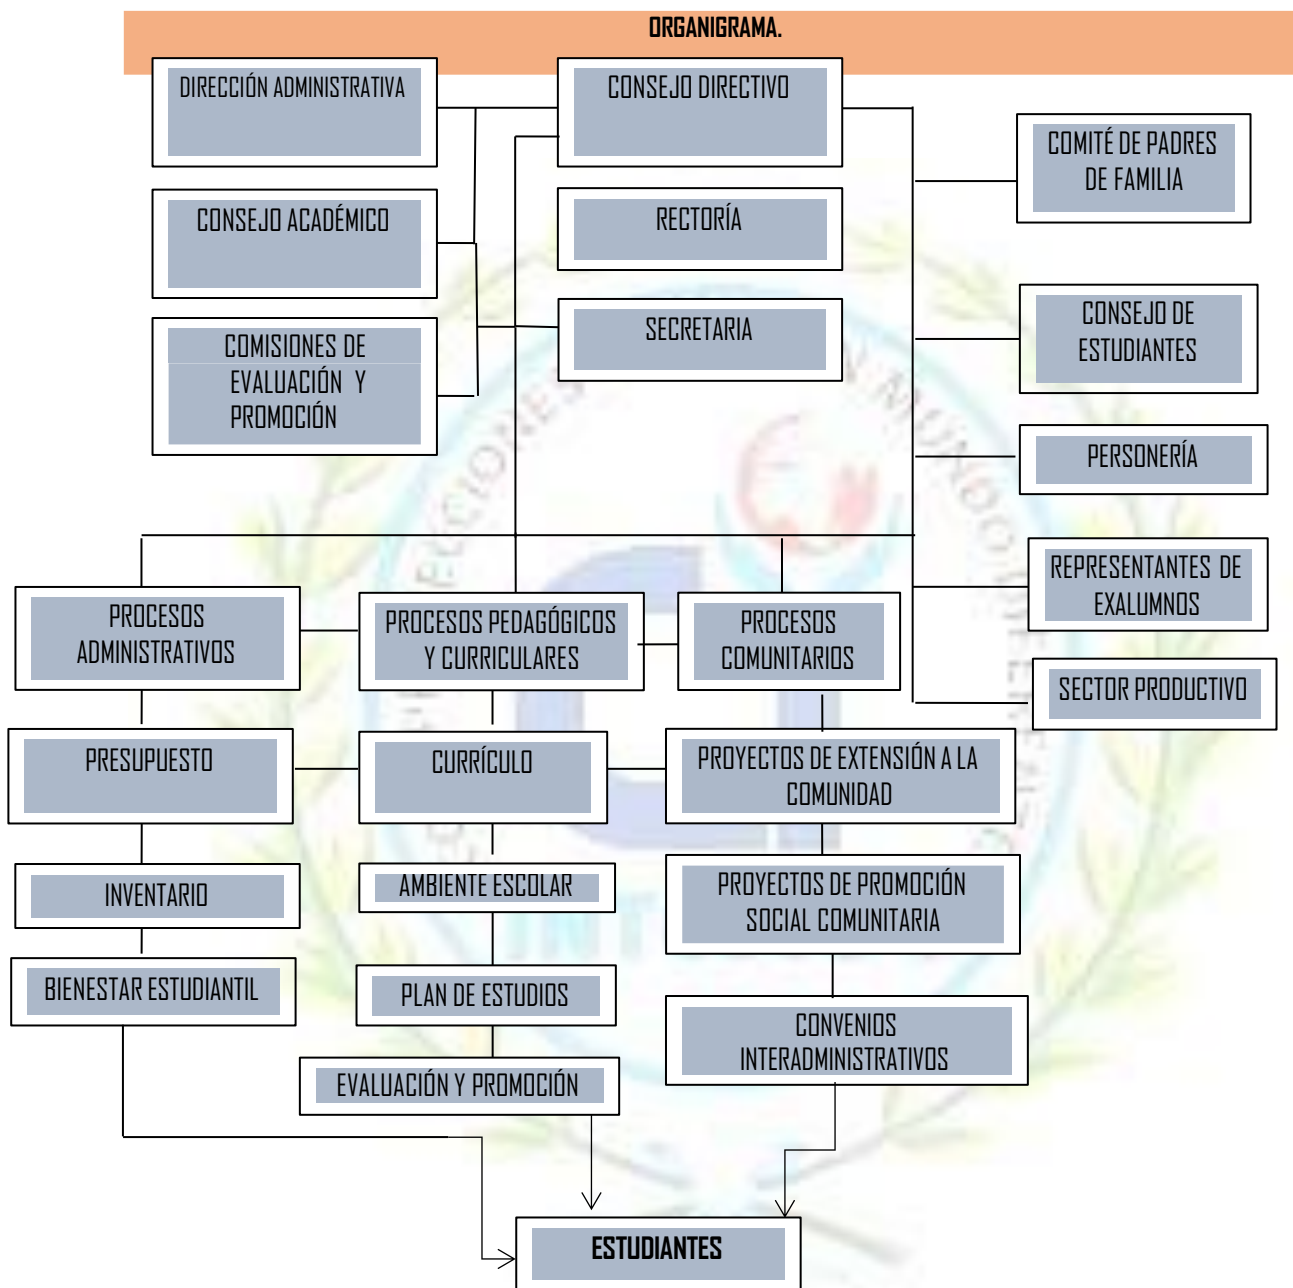 ORGANIGRAMA.
DIRECCIÓN ADMINISTRATIVA
CONSEJO DIRECTIVO
COMITÉ DE PADRES
DE FAMILIA
CONSEJO ACADÉMICO
RECTORÍA
SECRETARIA
CONSEJO DE
ESTUDIANTES
COMISIONES DE
EVALUACIÓN Y
PROMOCIÓN
PERSONERÍA
REPRESENTANTES DE
EXALUMNOS
PROCESOS
ADMINISTRATIVOS
PROCESOS PEDAGÓGICOS
Y CURRICULARES
PROCESOS
COMUNITARIOS
SECTOR PRODUCTIVO
PRESUPUESTO
CURRÍCULO
PROYECTOS DE EXTENSIÓN A LA
COMUNIDAD
INVENTARIO
AMBIENTE ESCOLAR
PROYECTOS DE PROMOCIÓN
SOCIAL COMUNITARIA
BIENESTAR ESTUDIANTIL
PLAN DE ESTUDIOS
CONVENIOS
INTERADMINISTRATIVOS
EVALUACIÓN Y PROMOCIÓN
ESTUDIANTES